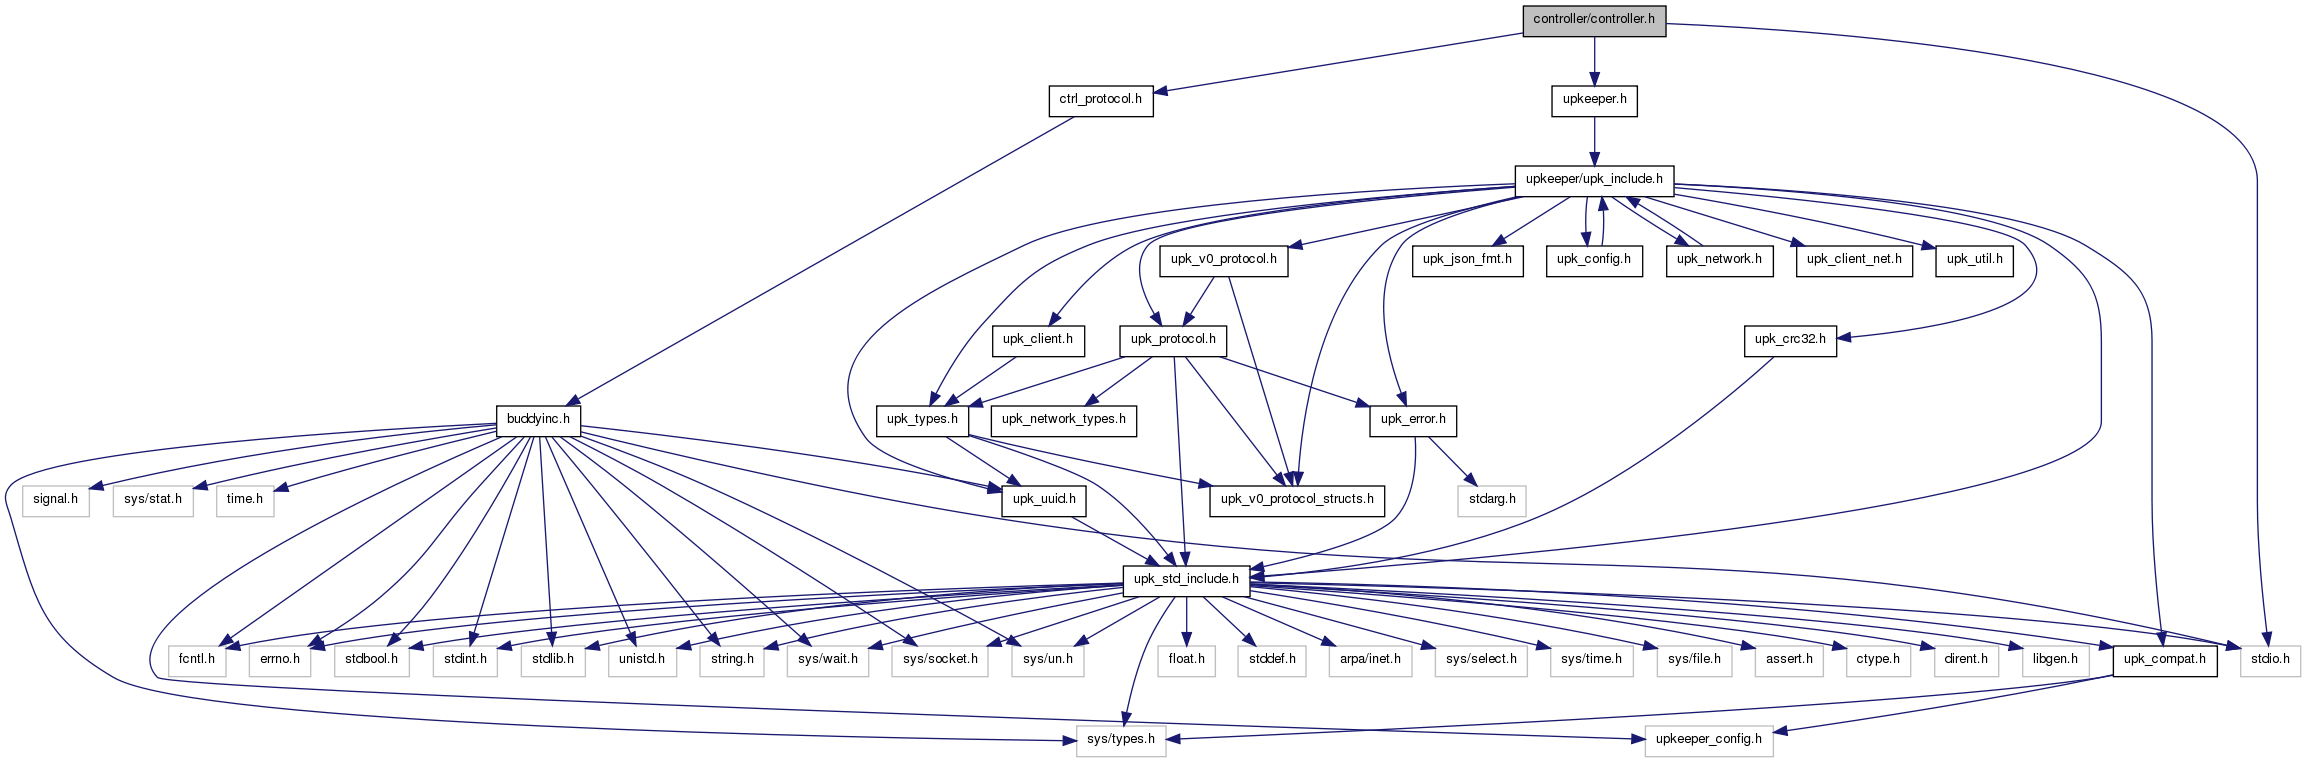 controller/controller.h
ctrl_protocol.h
upkeeper.h
upkeeper/upk_include.h
upk_v0_protocol.h
upk_json_fmt.h
upk_config.h
upk_network.h
upk_client_net.h
upk_util.h
upk_client.h
upk_protocol.h
upk_crc32.h
buddyinc.h
upk_types.h
upk_network_types.h
upk_error.h
signal.h
sys/stat.h
time.h
upk_uuid.h
upk_v0_protocol_structs.h
stdarg.h
upk_std_include.h
fcntl.h
errno.h
stdbool.h
stdint.h
stdlib.h
unistd.h
string.h
sys/wait.h
sys/socket.h
sys/un.h
float.h
stddef.h
arpa/inet.h
sys/select.h
sys/time.h
sys/file.h
assert.h
ctype.h
dirent.h
libgen.h
upk_compat.h
stdio.h
sys/types.h
upkeeper_config.h